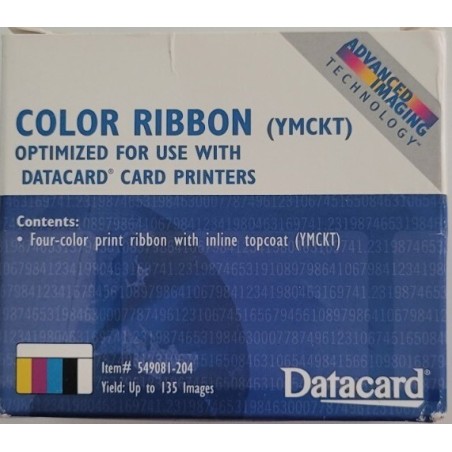 ADVANCED
IMAGING
TECHNOLOGY™
COLOR RIBBON (YMCKT)
OPTIMIZED FOR USE WITH
DATACARD® CARD PRINTERS
Contents:
• Four-color print ribbon with inline topcoat (YMCKT)
Item# 549081-204
Yield: Up to 135 Images
Datacard®